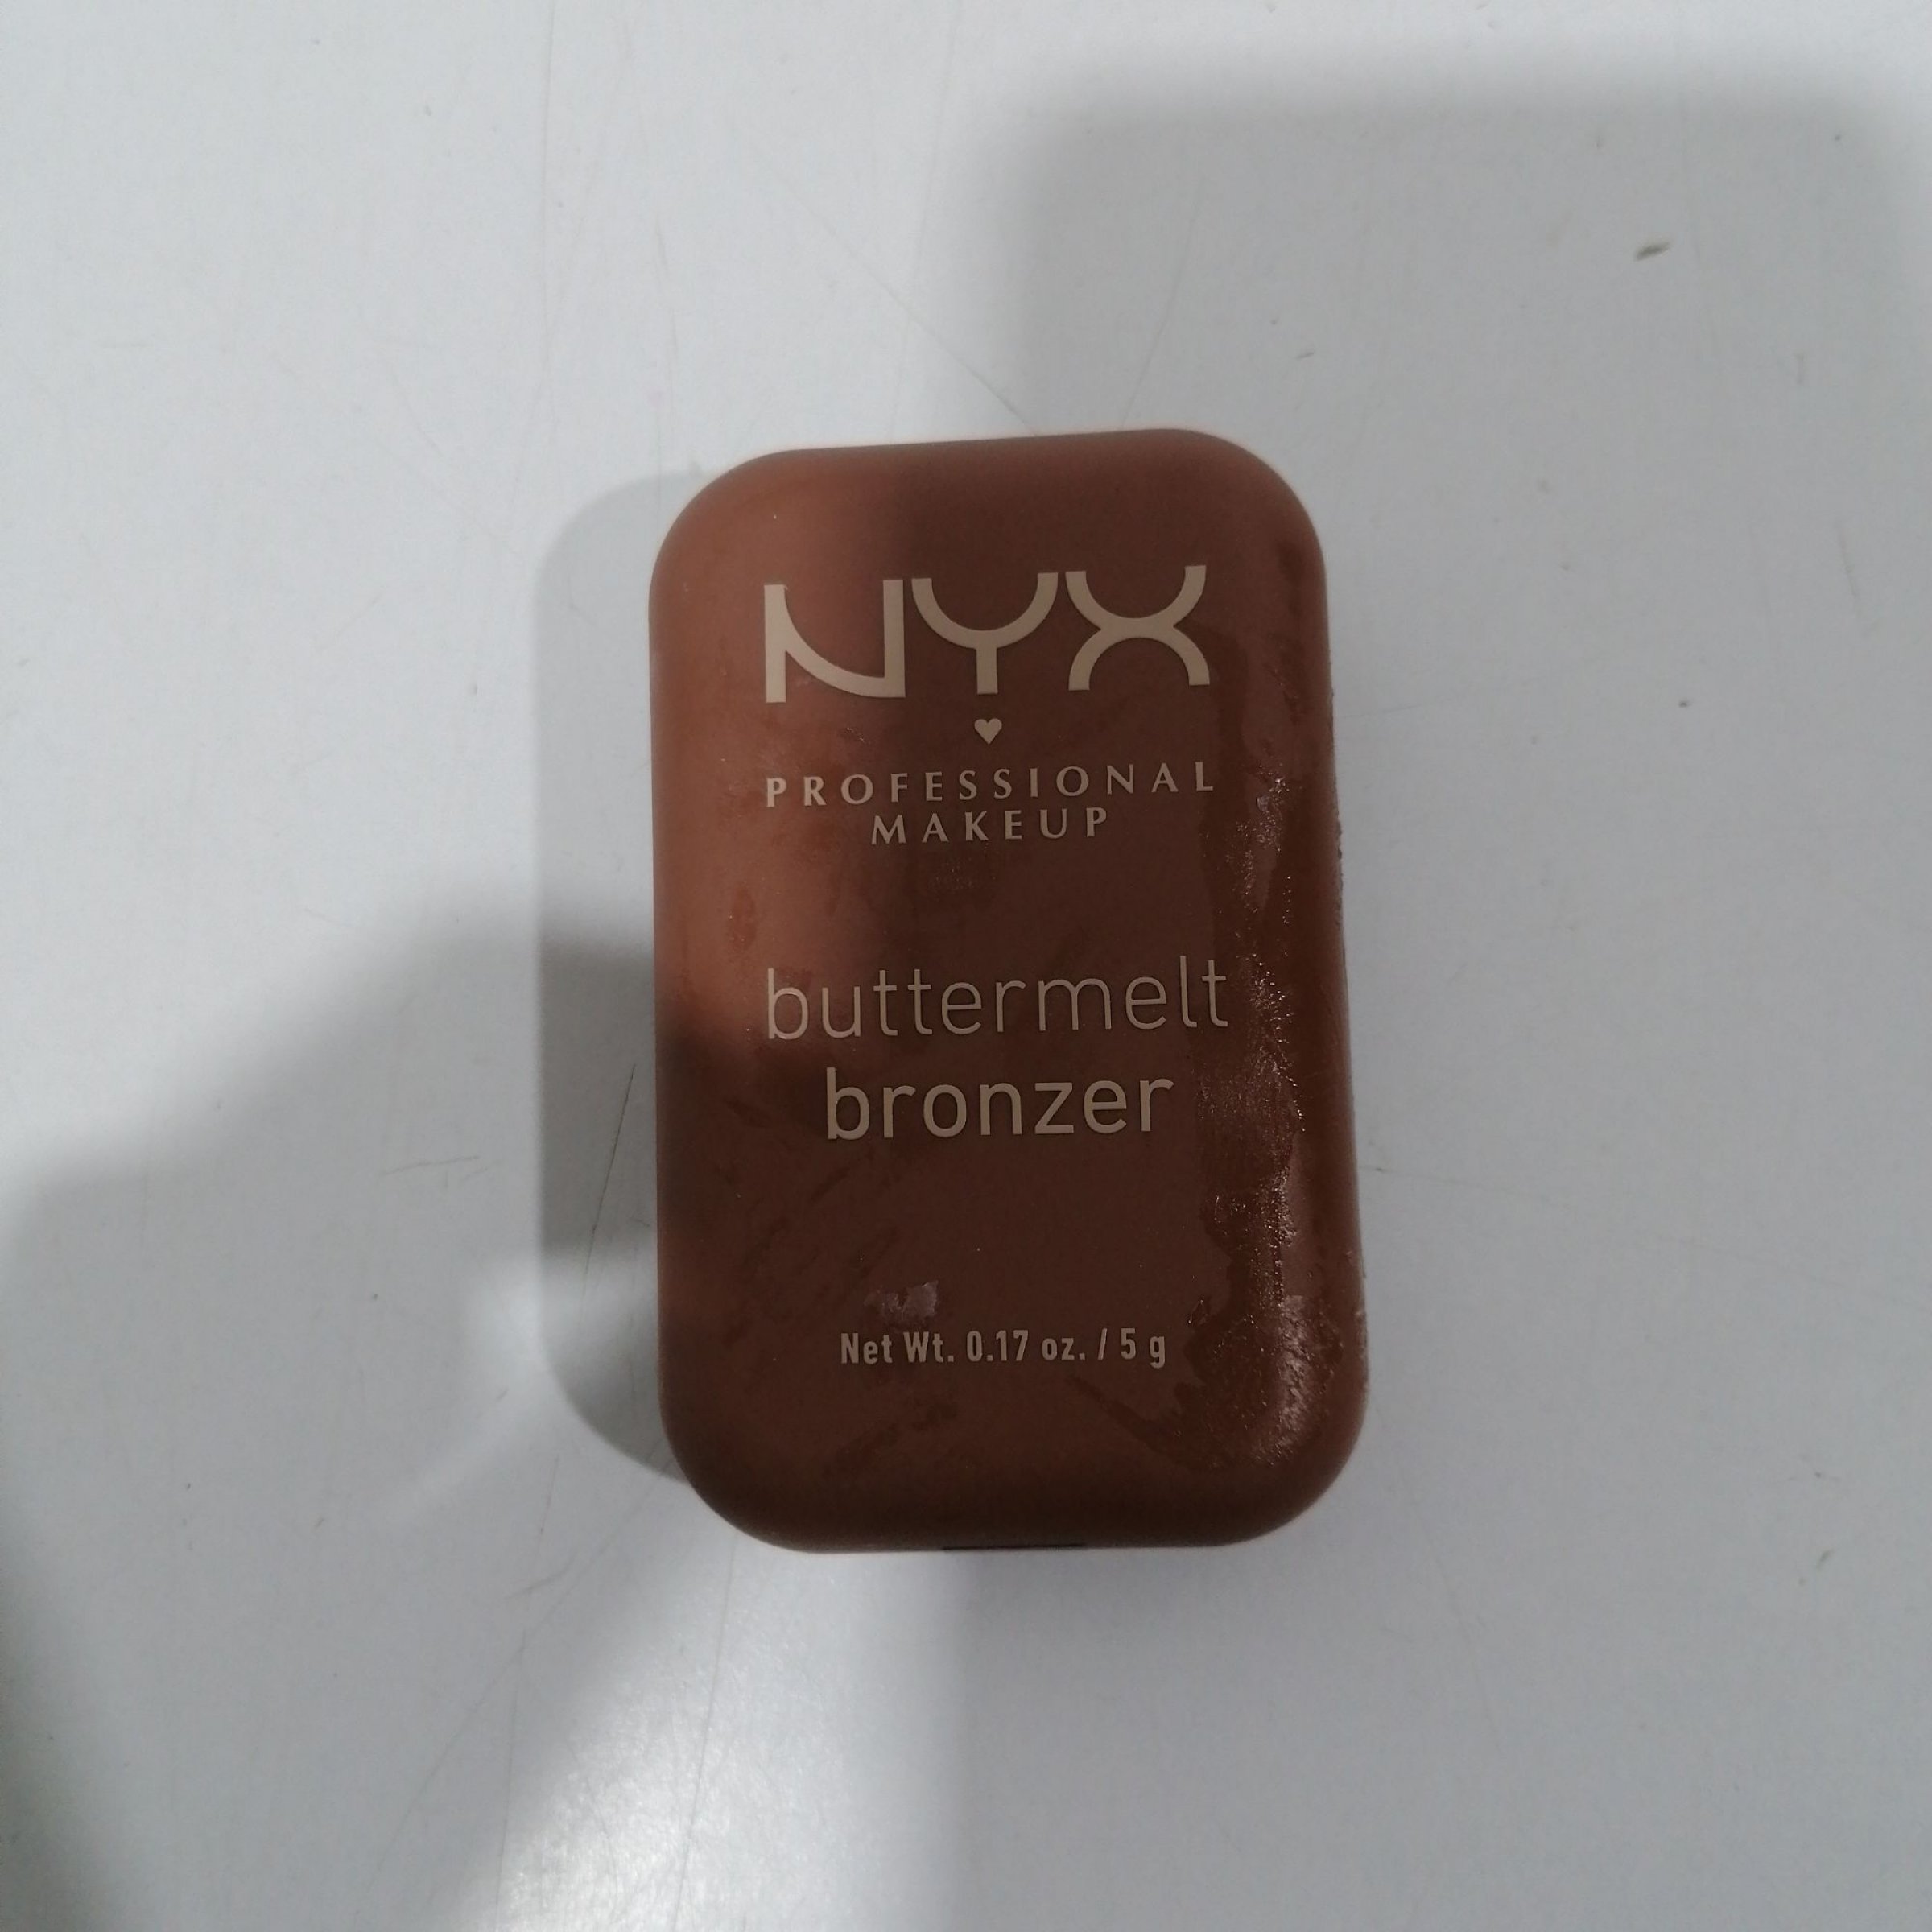 NYX
PROFESSIONAL
MAKEUP
buttermelt
bronzer
Net Wt. 0.17 oz. / 5 g